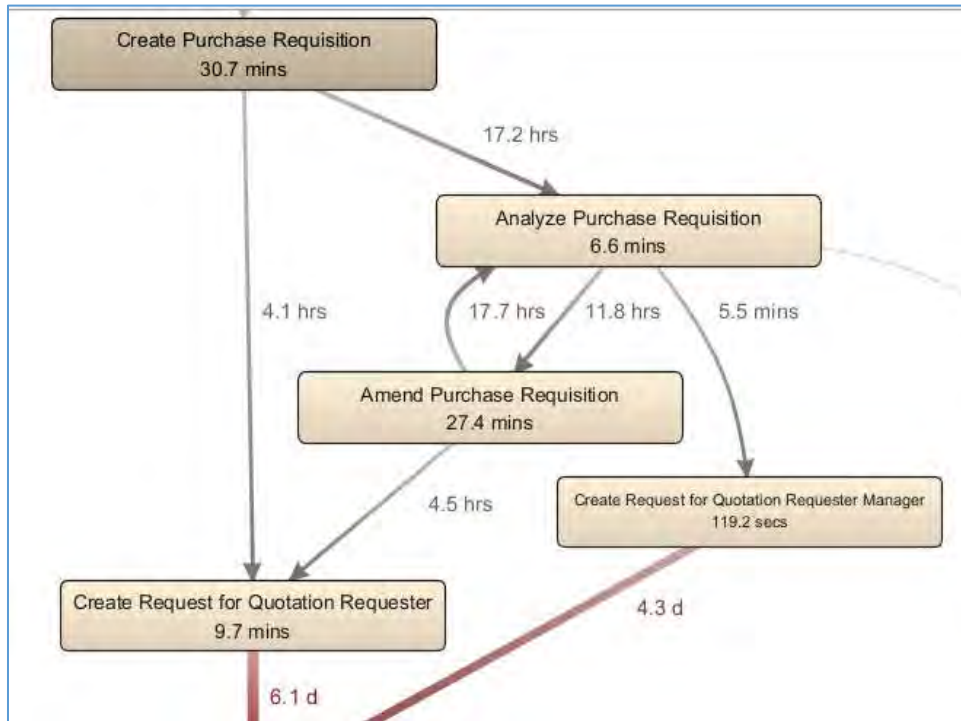 Create Purchase Requisition
30.7 mins
17.2 hrs
Analyze Purchase Requisition
6.6 mins
4.1 hrs
17.7 hrs
11.8 hrs
5.5 mins
Amend Purchase Requisition
27.4 mins
4.5 hrs
Create Request for Quotation Requester Manager
119.2 secs
Create Request for Quotation Requester
9.7 mins
4.3 d
6.1 d